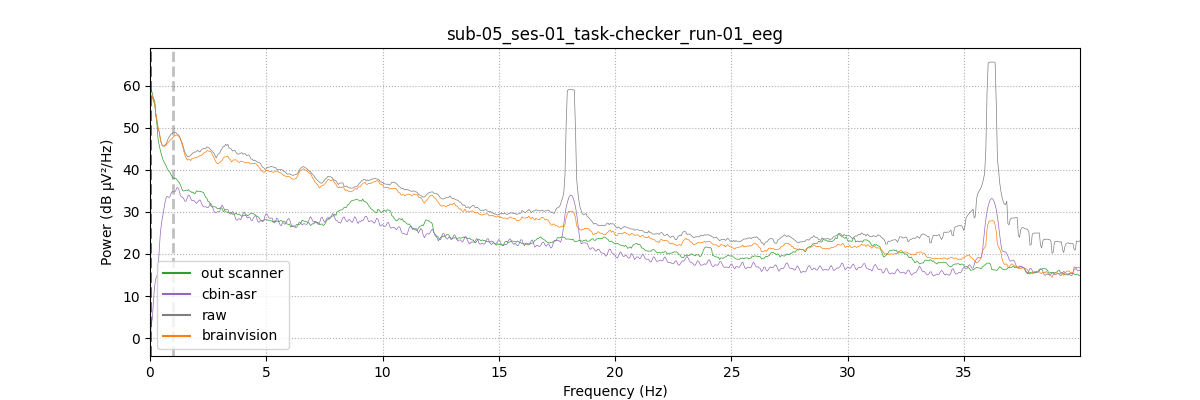 sub-05_ses-01_task-checker_run-01_eeg
Power (dB µV²/Hz)
60
50
40
30
20
10
0
out scanner
cbin-asr
raw
brainvision
0 5 10 15 20 25 30 35
Frequency (Hz)